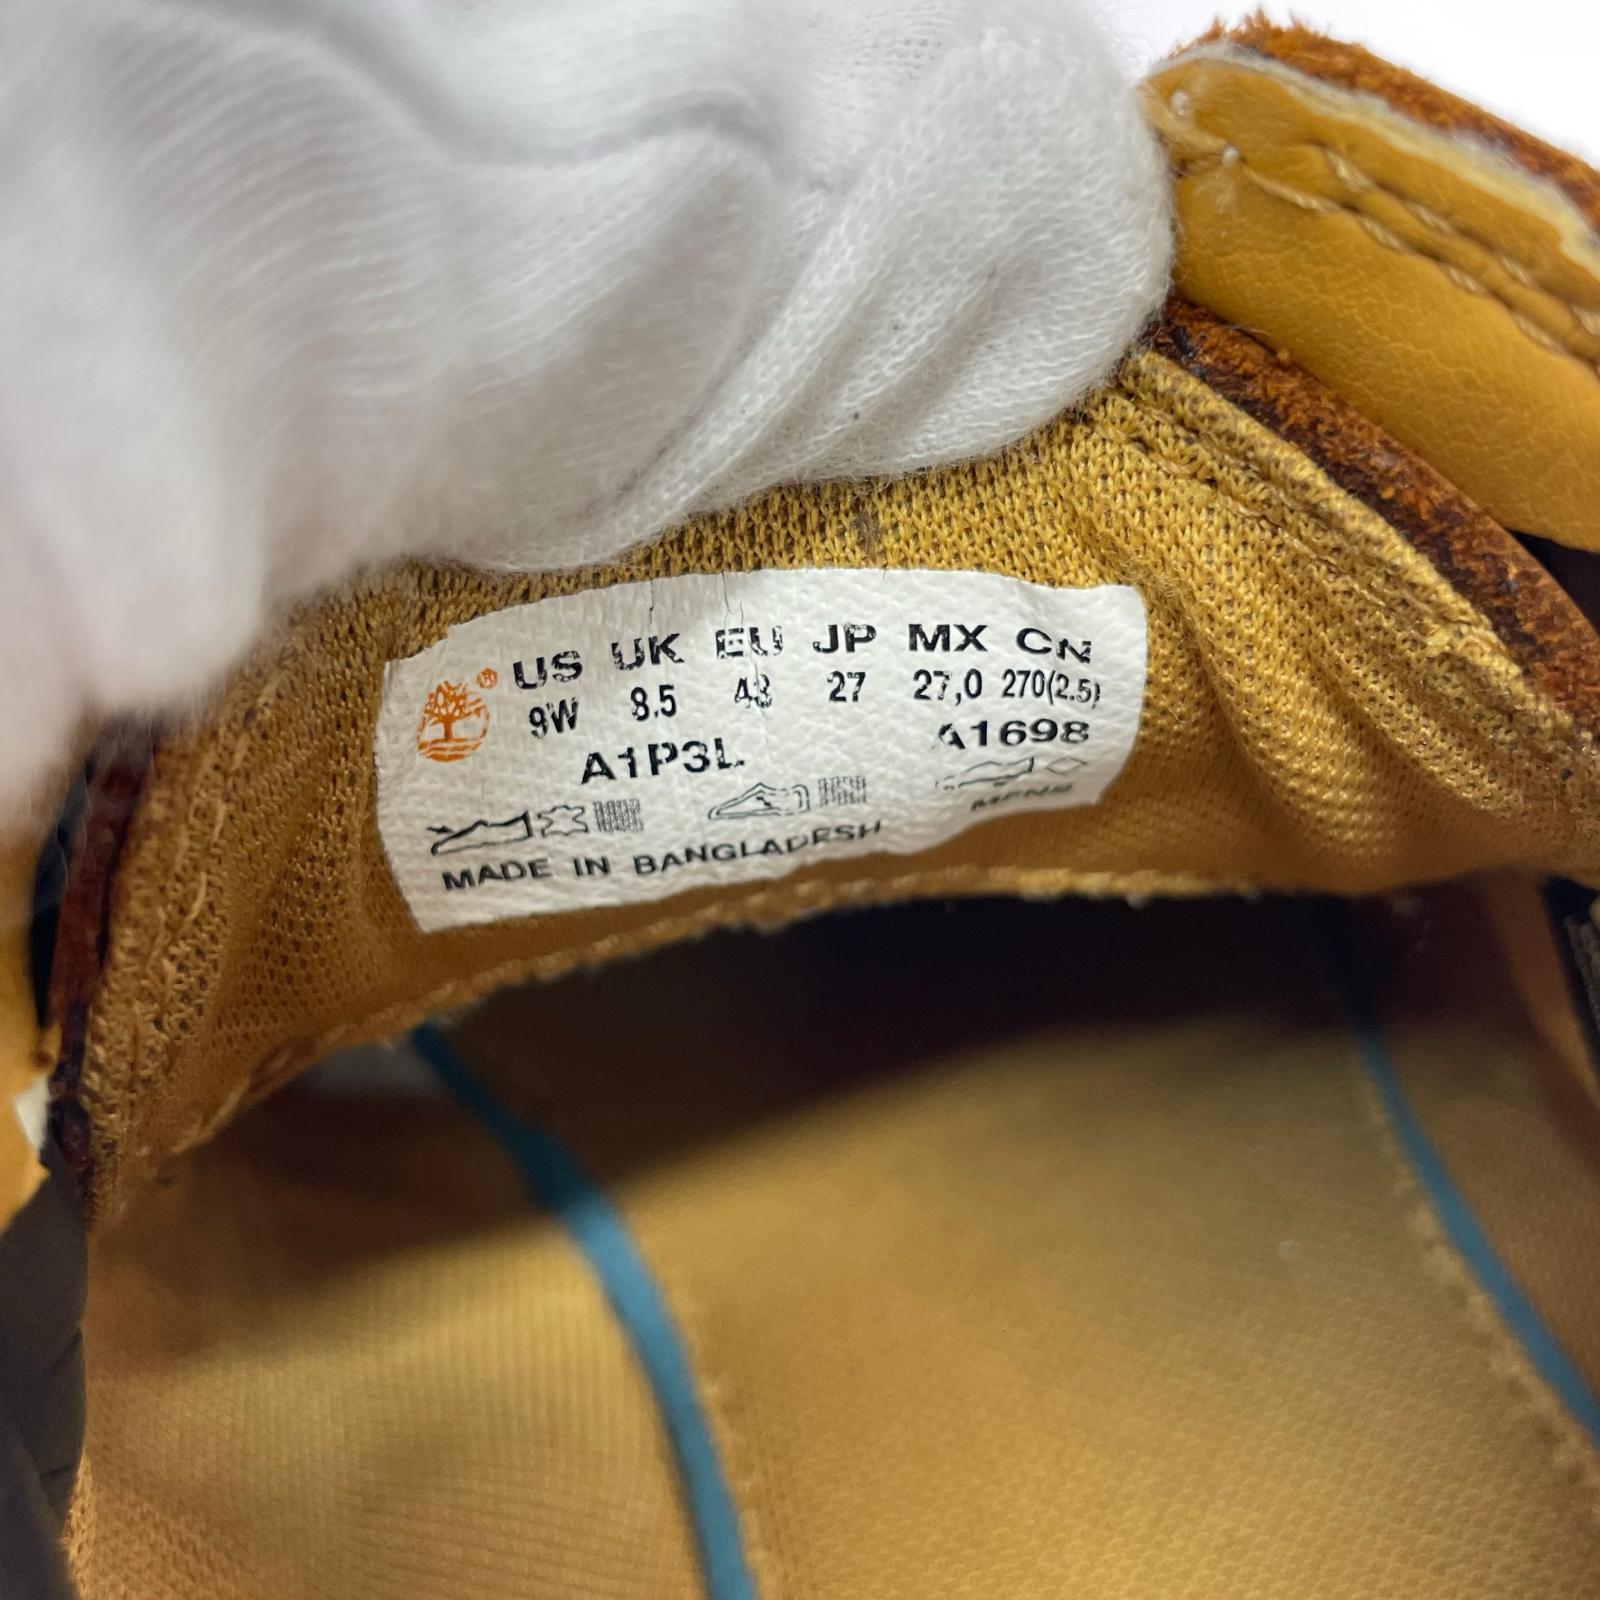 ® US UK EU JP MX CN
9W 8.5 43 27 27,0 270(2.5)
A1P3L A1698
MENS
MADE IN BANGLADESH